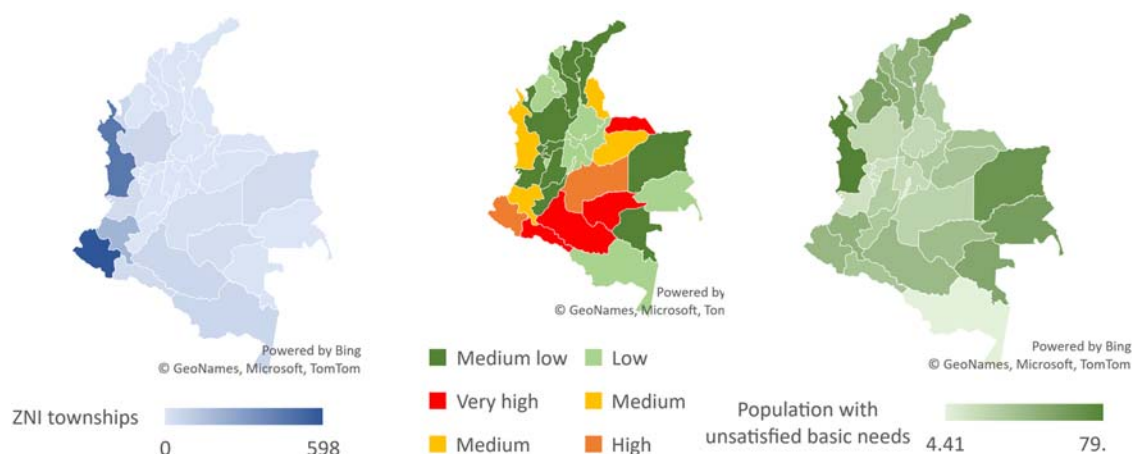 Powered by Bing
© GeoNames, Microsoft, TomTom
ZNI townships
0
598
Powered by
© GeoNames, Microsoft, Ton
Medium low
Low
Very high
Medium
Medium
High
Powered by Bing
© GeoNames, Microsoft, TomTom
Population with
unsatisfied basic needs
4.41
79.